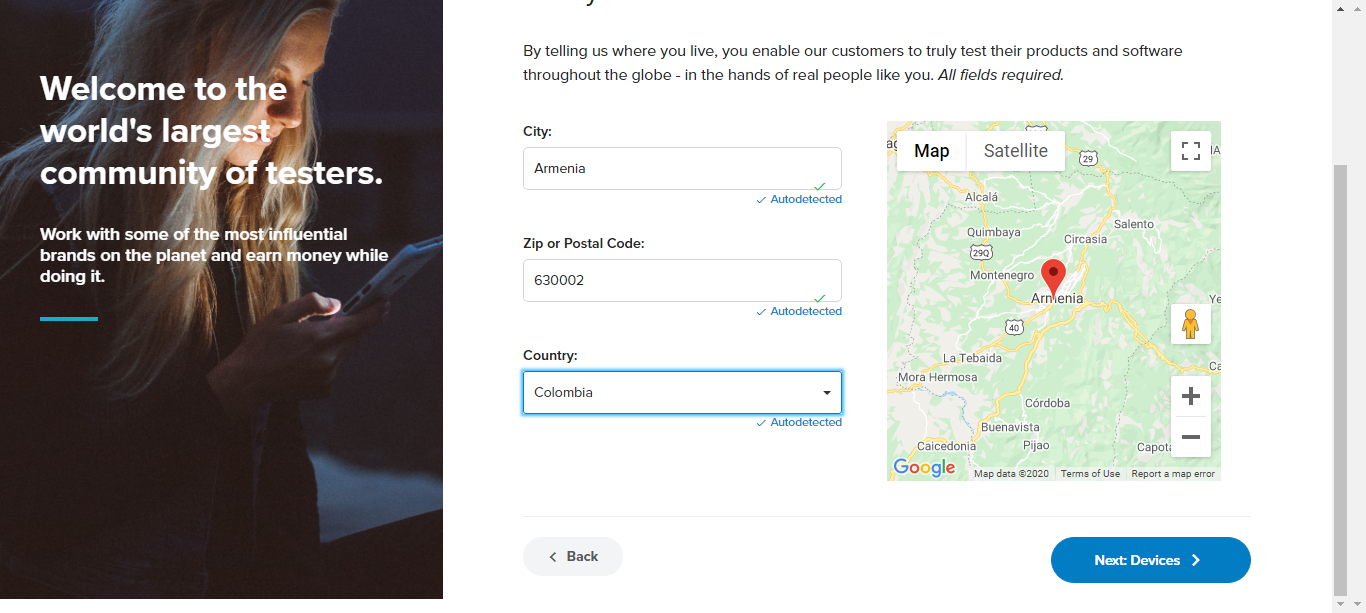 Welcome to the
world's largest
community of testers.
Work with some of the most influential
brands on the planet and earn money while
doing it.
By telling us where you live, you enable our customers to truly test their products and software
throughout the globe - in the hands of real people like you. All fields required.
City:
Armenia
Autodetected
Zip or Postal Code:
630002
Autodetected
Country:
Colombia
Autodetected
Map
Satellite
29
Alcalá
Salento
Quimbaya
Circasia
29Q
Montenegro
Armenia
40
La Tebaida
Mora Hermosa
Córdoba
Buenavista
Caicedonia
Pijao
Google
Map data ©2020
Terms of Use
Report a map error
Back
Next: Devices